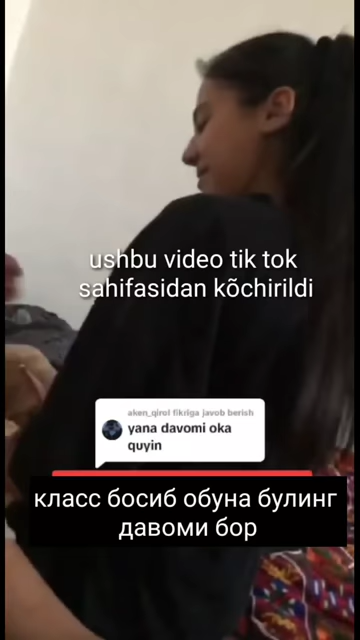 ushbu video tik tok
sahifasidan kõchirildi
aken_qirol fikriga javob berish
yana davomi oka
quyin
класс босиб обуна булинг
давоми бор